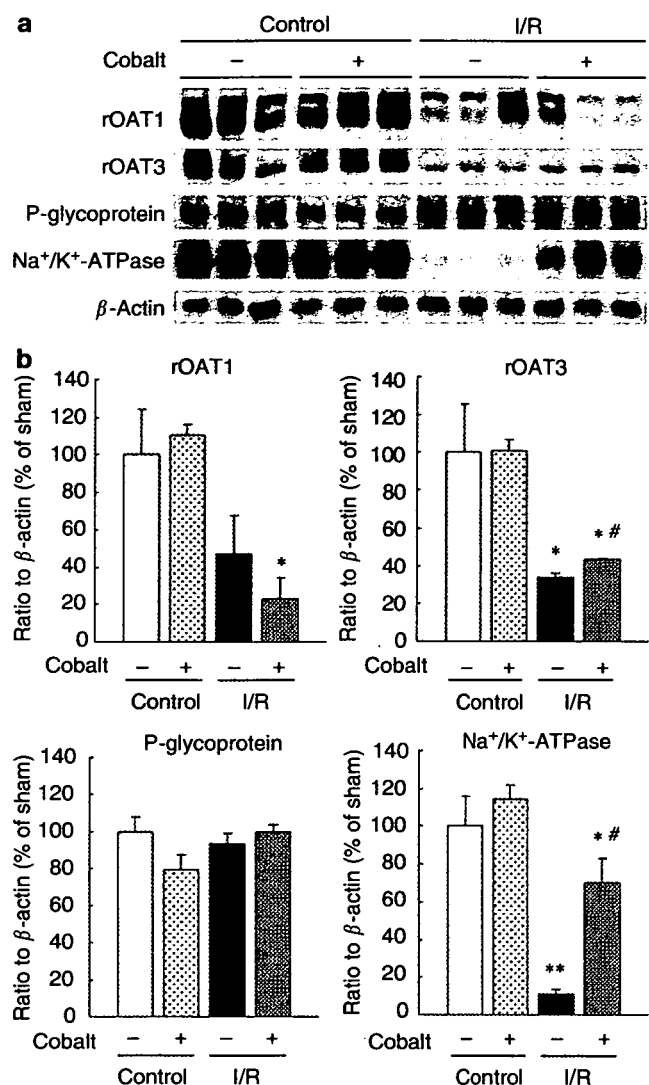 a
Control I/R
Cobalt − + − +
rOAT1
rOAT3
P-glycoprotein
Na⁺/K⁺-ATPase
β-Actin
b
rOAT1
Ratio to β-actin (% of sham)
140
120
100
80
60
40
20
0
*
Cobalt − + − +
Control I/R
rOAT3
Ratio to β-actin (% of sham)
140
120
100
80
60
40
20
0
* * #
Cobalt − + − +
Control I/R
P-glycoprotein
Ratio to β-actin (% of sham)
140
120
100
80
60
40
20
0
Cobalt − + − +
Control I/R
Na⁺/K⁺-ATPase
Ratio to β-actin (% of sham)
140
120
100
80
60
40
20
0
** * #
Cobalt − + − +
Control I/R